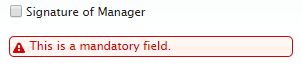 Signature of Manager
This is a mandatory field.